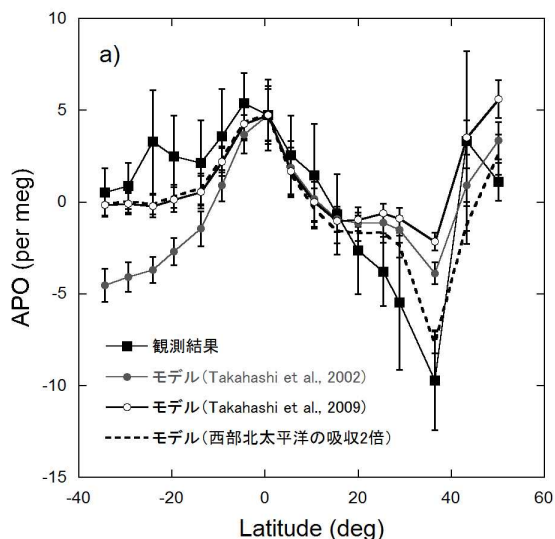 a)
10
5
0
-5
-10
-15
APO (per meg)
観測結果
モデル(Takahashi et al., 2002)
モデル(Takahashi et al., 2009)
モデル(西部北太平洋の吸収2倍)
-40
-20
0
20
40
60
Latitude (deg)